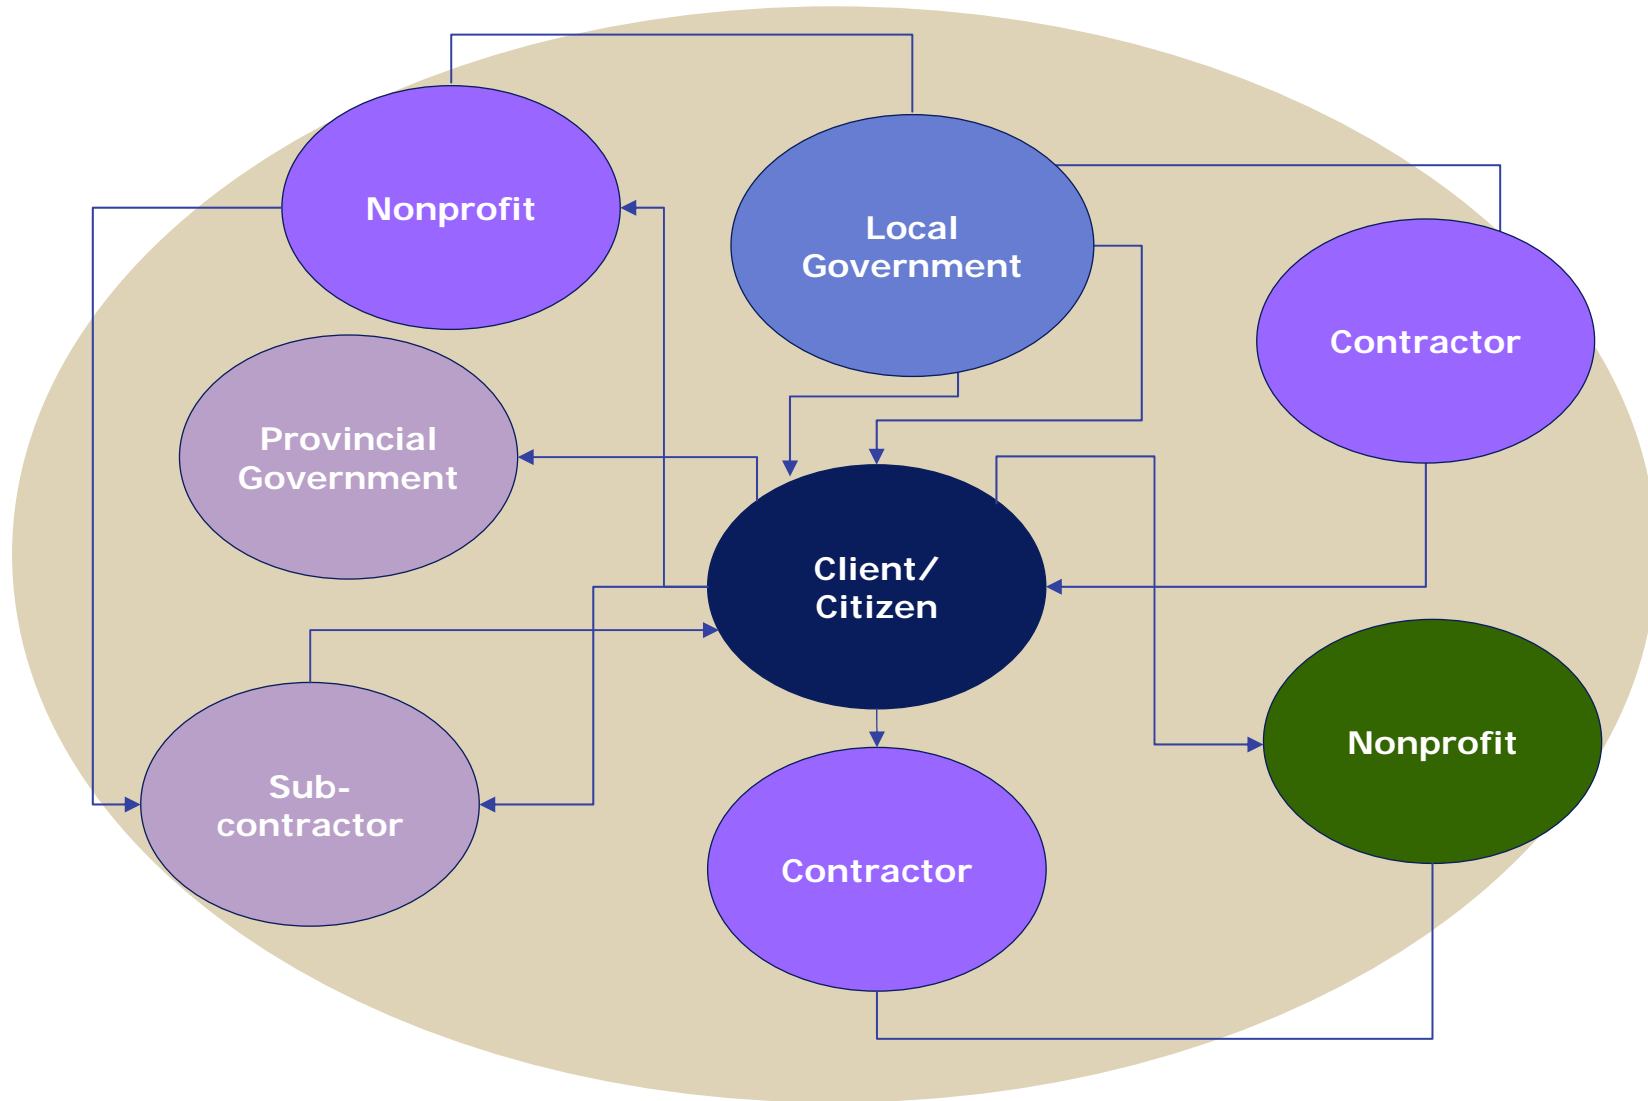 Nonprofit
Local
Government
Contractor
Provincial
Government
Client/
Citizen
Nonprofit
Sub-
contractor
Contractor